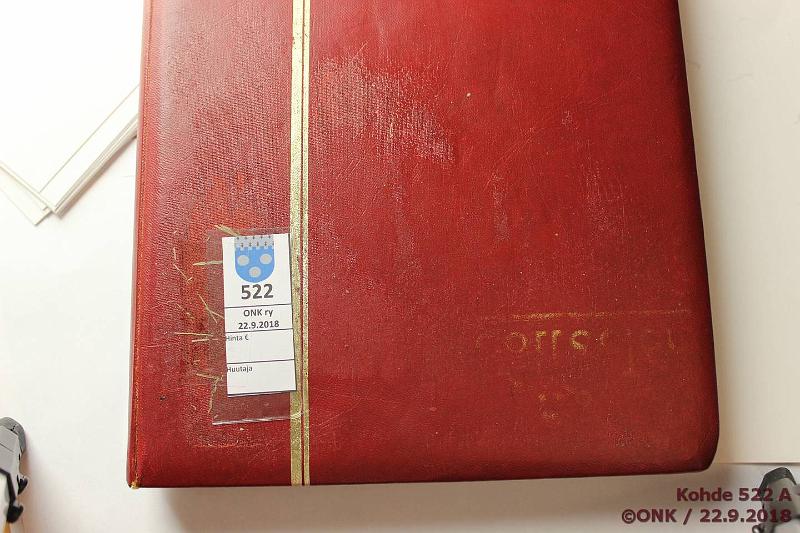 522
ONK ry
22.9.2018
Hinta €
Huutaja
Kohde 522 A
©ONK / 22.9.2018